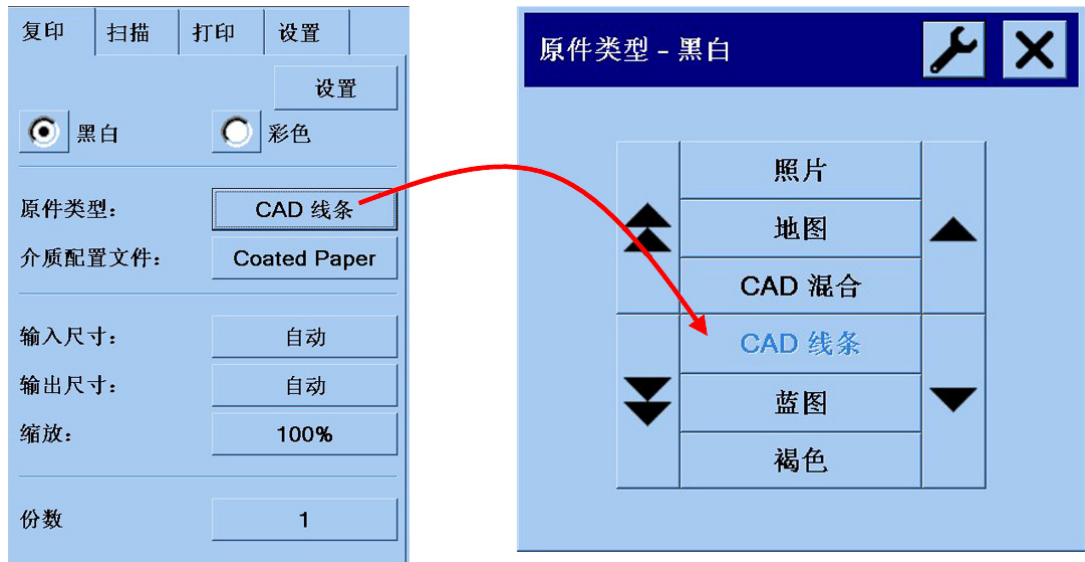 复印 扫描 打印 设置
设置
黑白 彩色
原件类型： CAD 线条
介质配置文件： Coated Paper
输入尺寸： 自动
输出尺寸： 自动
缩放： 100%
份数 1
原件类型 - 黑白
照片
地图
CAD 混合
CAD 线条
蓝图
褐色